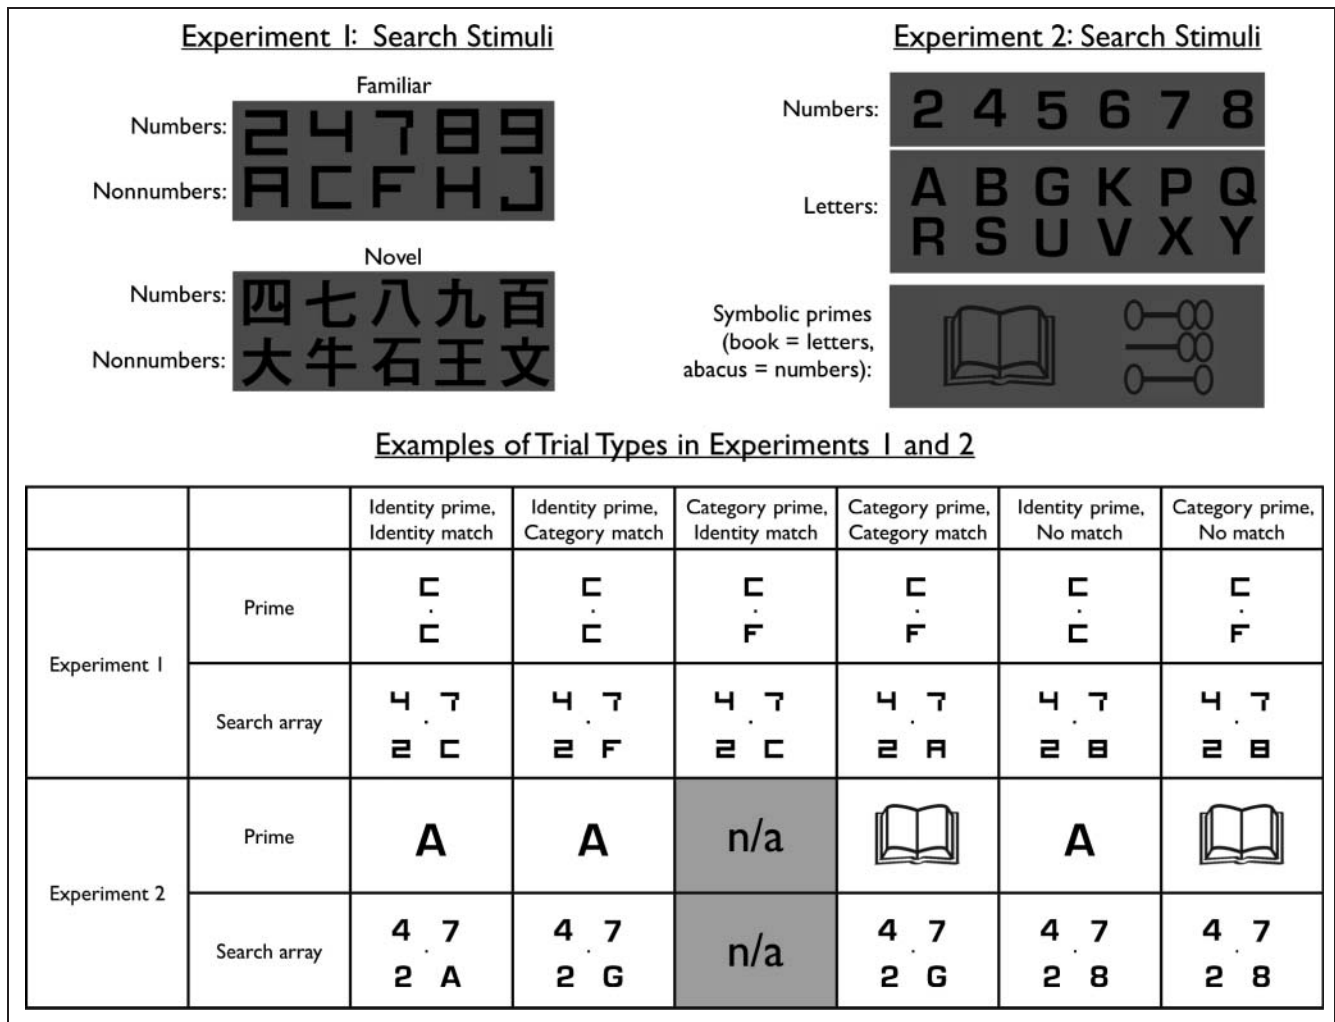 Experiment 1: Search Stimuli
Familiar
Numbers: 2 4 7 8 9
Nonnumbers: A C F H J
Novel
Numbers: 四 七 八 九 百
Nonnumbers: 大 牛 石 王 文
Experiment 2: Search Stimuli
Numbers: 2 4 5 6 7 8
Letters: A B G K P Q
R S U V X Y
Symbolic primes
(book = letters,
abacus = numbers):
Examples of Trial Types in Experiments 1 and 2
Identity prime, Identity match
Identity prime, Category match
Category prime, Identity match
Category prime, Category match
Identity prime, No match
Category prime, No match
Experiment 1
Prime
C . C
C . C
C . F
C . F
C . C
C . F
Search array
4 7 . 2 C
4 7 . 2 F
4 7 . 2 C
4 7 . 2 A
4 7 . 2 8
4 7 . 2 8
Experiment 2
Prime
A
A
n/a
A
Search array
4 7 . 2 A
4 7 . 2 G
n/a
4 7 . 2 G
4 7 . 2 8
4 7 . 2 8